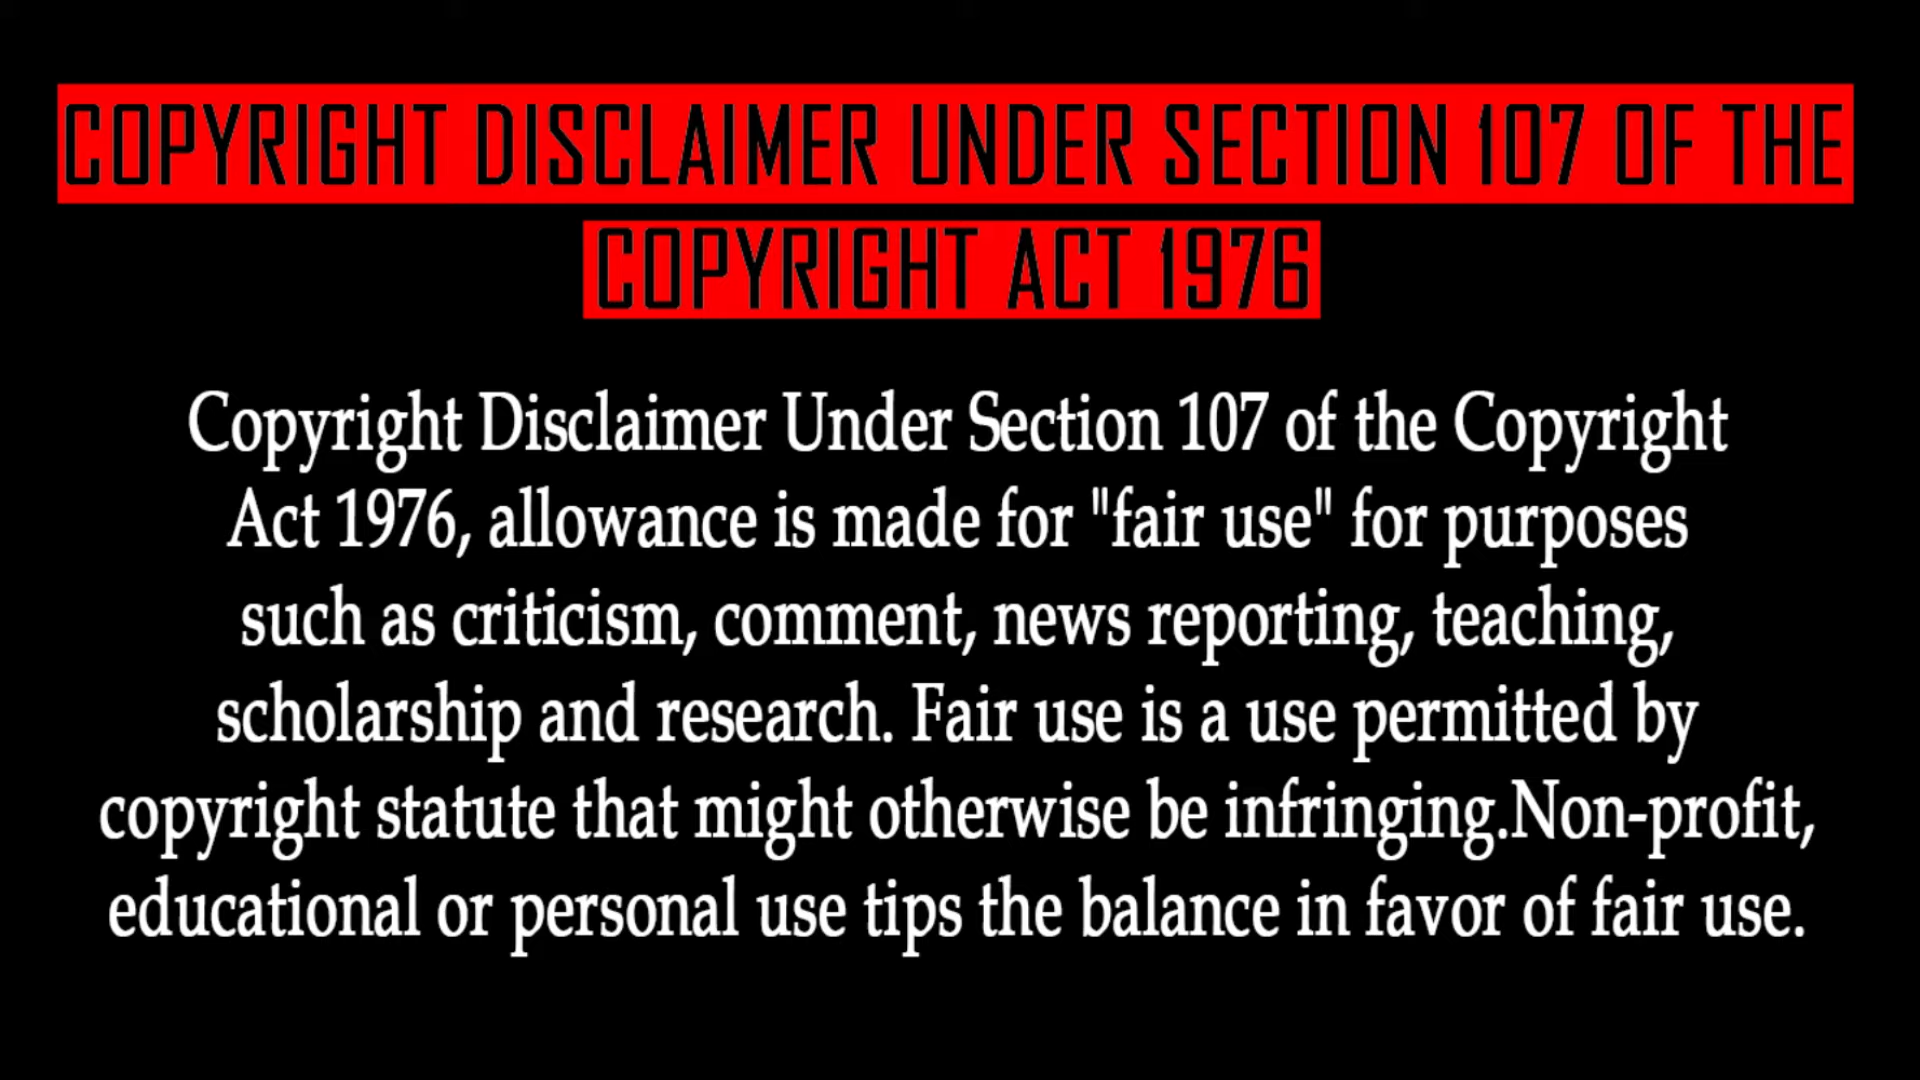 COPYRIGHT DISCLAIMER UNDER SECTION 107 OF THE
COPYRIGHT ACT 1976
Copyright Disclaimer Under Section 107 of the Copyright
Act 1976, allowance is made for "fair use" for purposes
such as criticism, comment, news reporting, teaching,
scholarship and research. Fair use is a use permitted by
copyright statute that might otherwise be infringing.Non-profit,
educational or personal use tips the balance in favor of fair use.